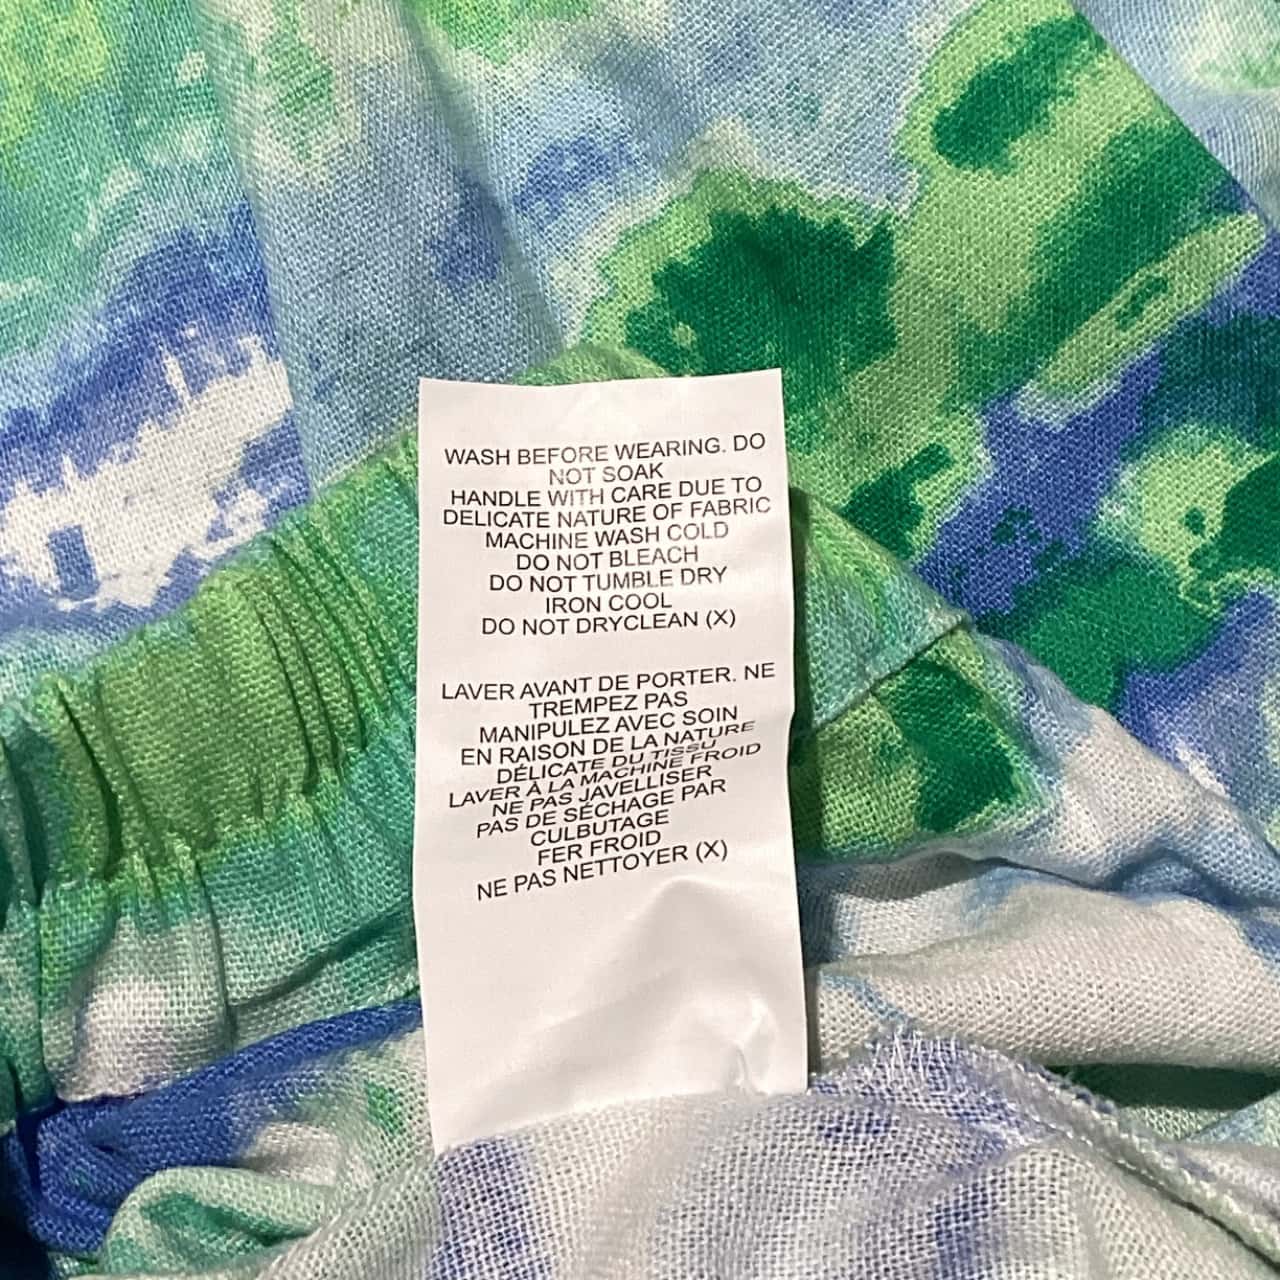 WASH BEFORE WEARING. DO
NOT SOAK
HANDLE WITH CARE DUE TO
DELICATE NATURE OF FABRIC
MACHINE WASH COLD
DO NOT BLEACH
DO NOT TUMBLE DRY
IRON COOL
DO NOT DRYCLEAN (X)
LAVER AVANT DE PORTER. NE
TREMPEZ PAS
MANIPULEZ AVEC SOIN
EN RAISON DE LA NATURE
DÉLICATE DU TISSU
LAVER À LA MACHINE FROID
NE PAS JAVELLISER
PAS DE SÉCHAGE PAR
CULBUTAGE
FER FROID
NE PAS NETTOYER (X)